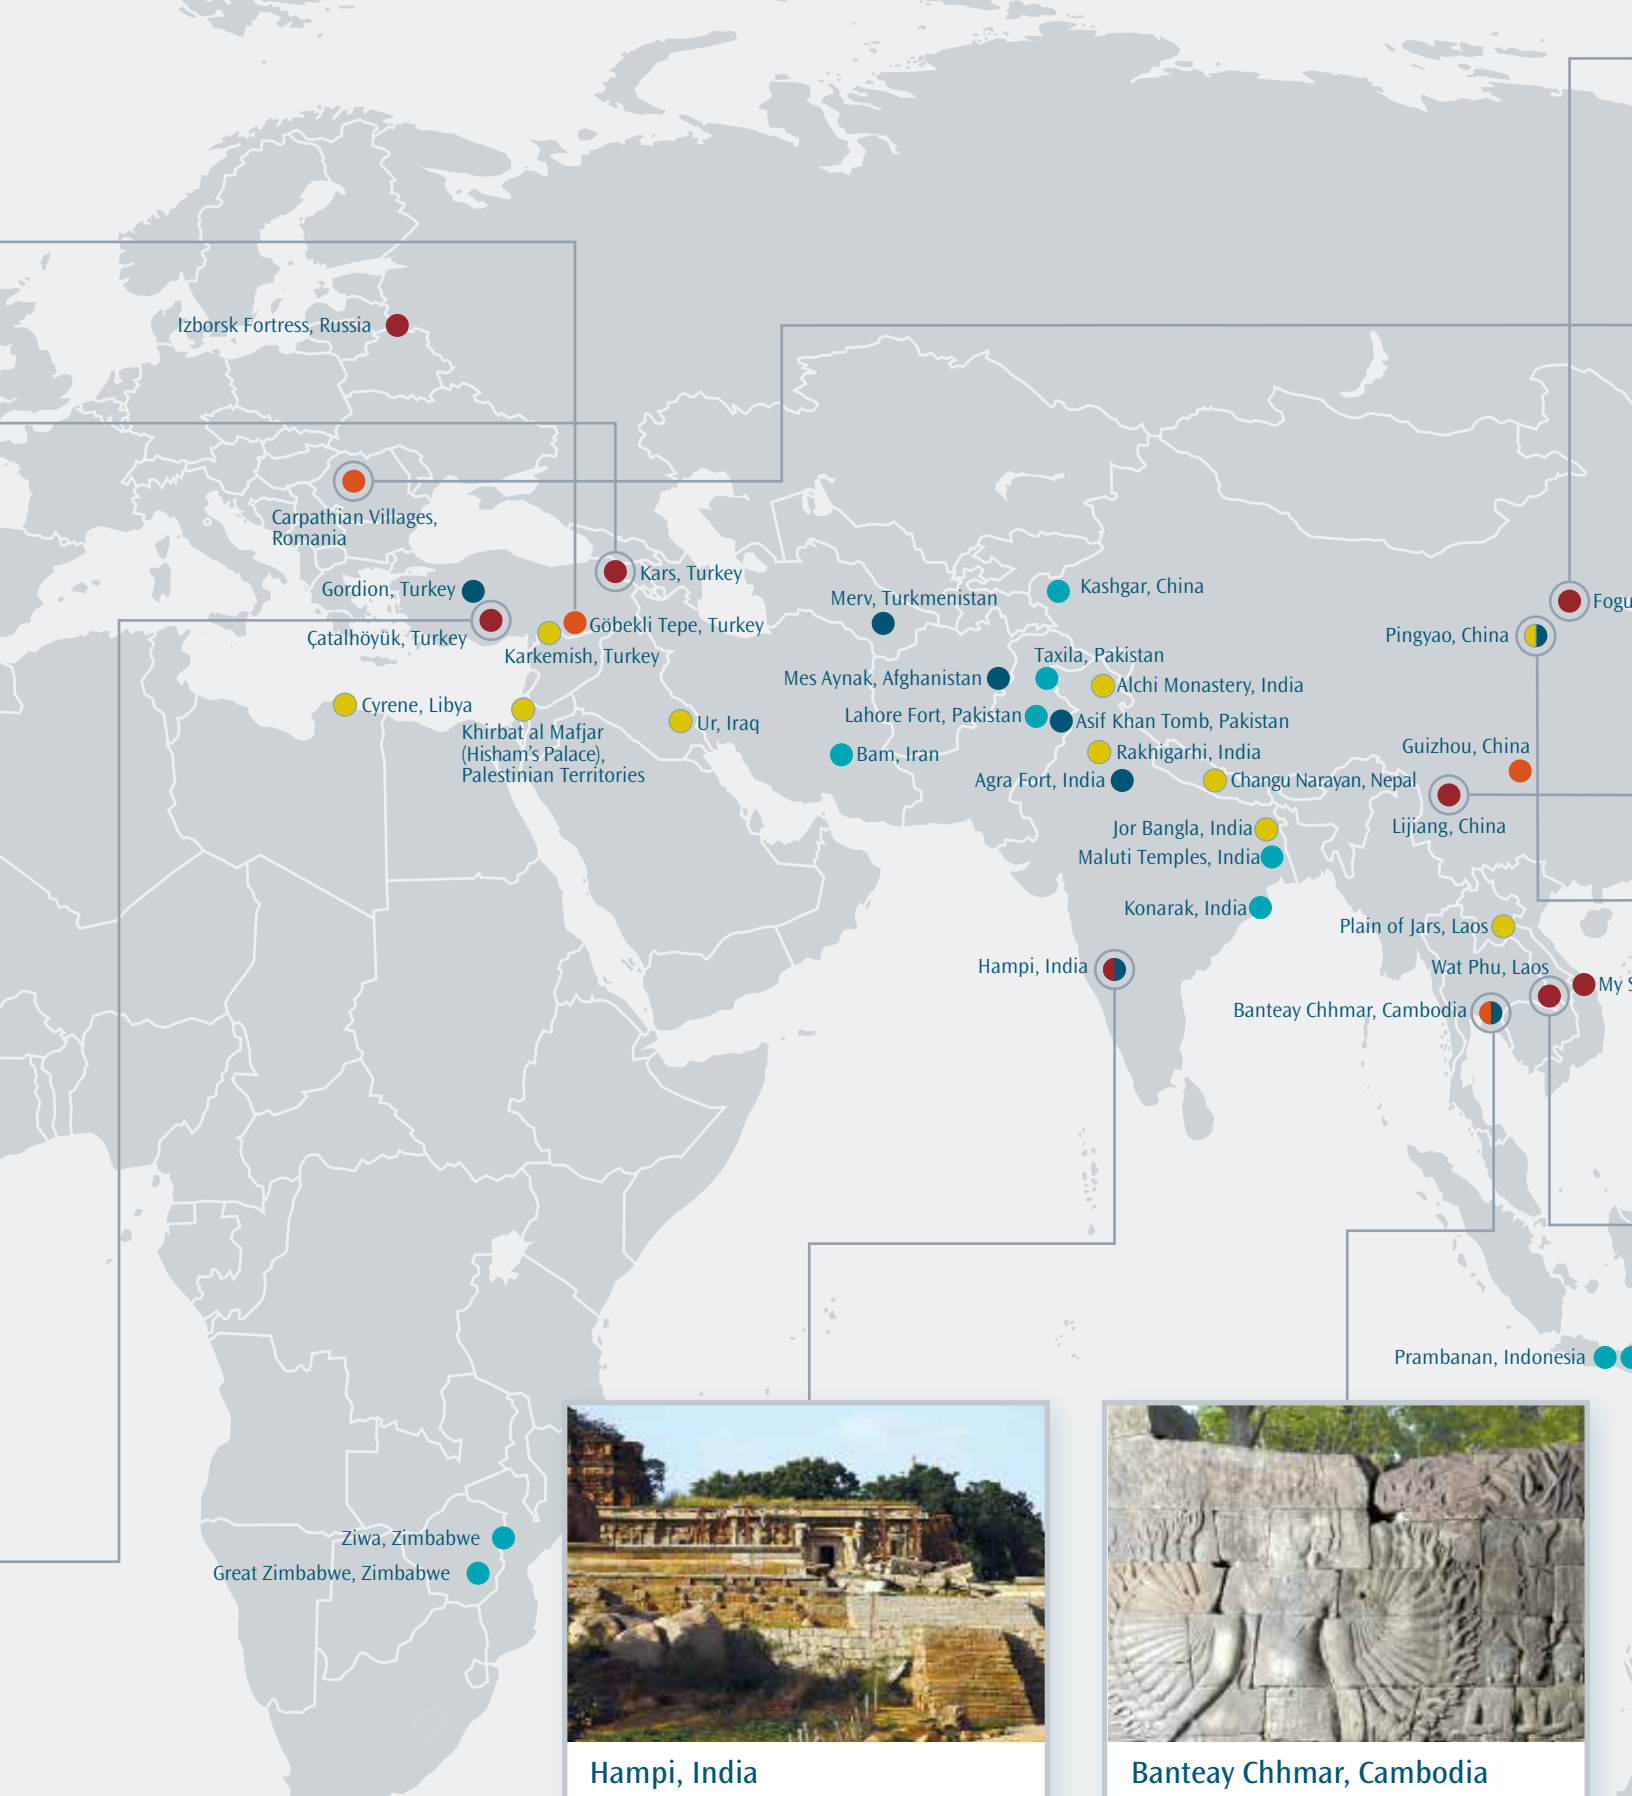 Izborsk Fortress, Russia
Carpathian Villages,
Romania
Kars, Turkey
Gordion, Turkey
Çatalhöyük, Turkey
Göbekli Tepe, Turkey
Karkemish, Turkey
Merv, Turkmenistan
Kashgar, China
Fogu
Pingyao, China
Taxila, Pakistan
Mes Aynak, Afghanistan
Alchi Monastery, India
Cyrene, Libya
Khirbat al Mafjar
(Hisham's Palace),
Palestinian Territories
Ur, Iraq
Lahore Fort, Pakistan
Asif Khan Tomb, Pakistan
Bam, Iran
Rakhigarhi, India
Guizhou, China
Agra Fort, India
Changu Narayan, Nepal
Lijiang, China
Jor Bangla, India
Maluti Temples, India
Konarak, India
Plain of Jars, Laos
Hampi, India
Wat Phu, Laos
My S
Banteay Chhmar, Cambodia
Prambanan, Indonesia
Ziwa, Zimbabwe
Great Zimbabwe, Zimbabwe
Hampi, India
Banteay Chhmar, Cambodia